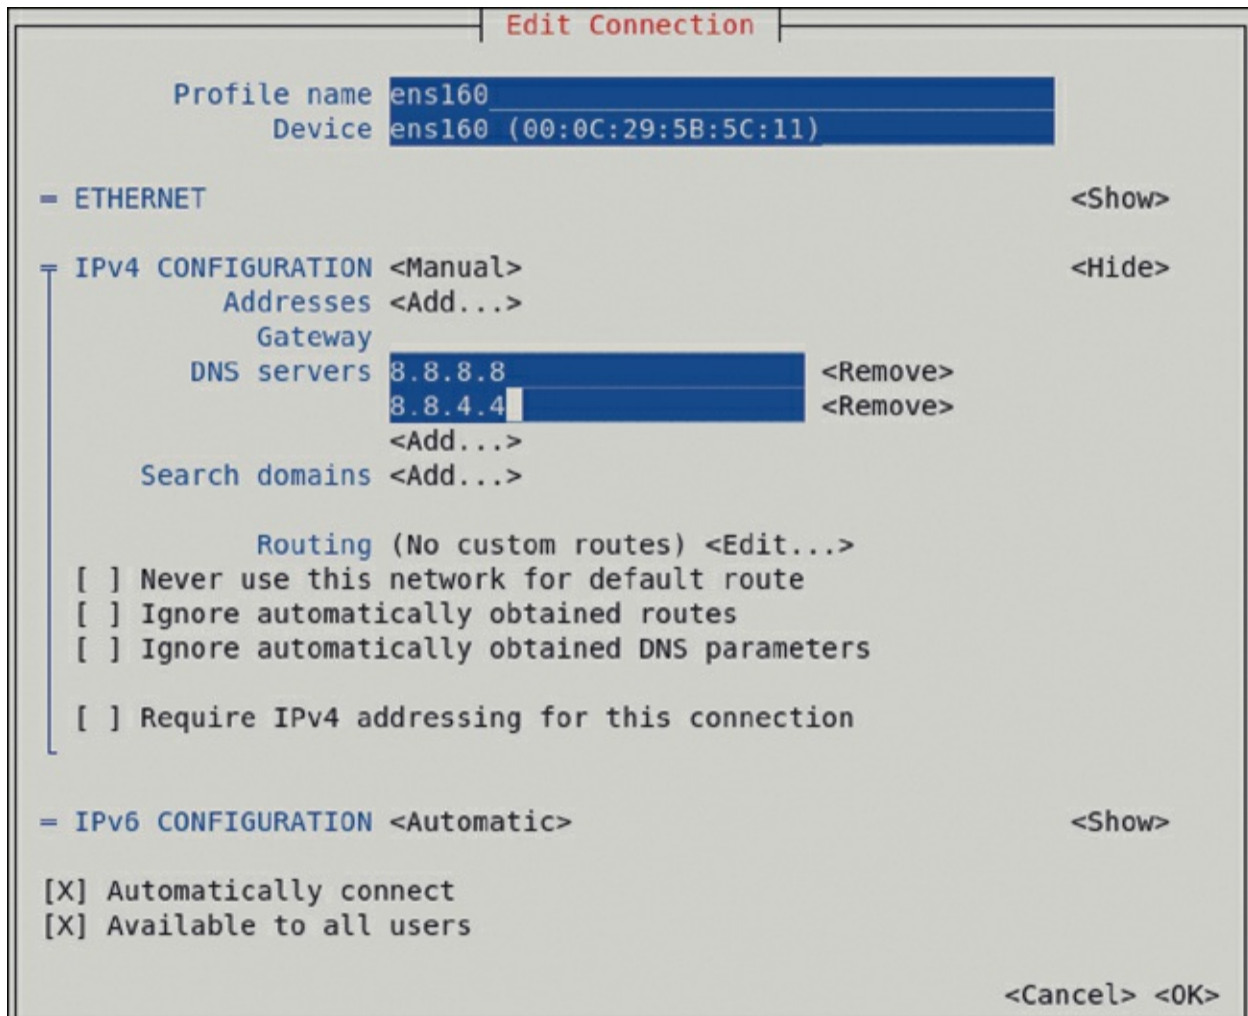 Edit Connection
Profile name ens160
Device ens160 (00:0C:29:5B:5C:11)
= ETHERNET <Show>
= IPv4 CONFIGURATION <Manual> <Hide>
Addresses <Add...>
Gateway
DNS servers 8.8.8.8 <Remove>
8.8.4.4 <Remove>
<Add...>
Search domains <Add...>
Routing (No custom routes) <Edit...>
[ ] Never use this network for default route
[ ] Ignore automatically obtained routes
[ ] Ignore automatically obtained DNS parameters
[ ] Require IPv4 addressing for this connection
= IPv6 CONFIGURATION <Automatic> <Show>
[X] Automatically connect
[X] Available to all users
<Cancel> <OK>